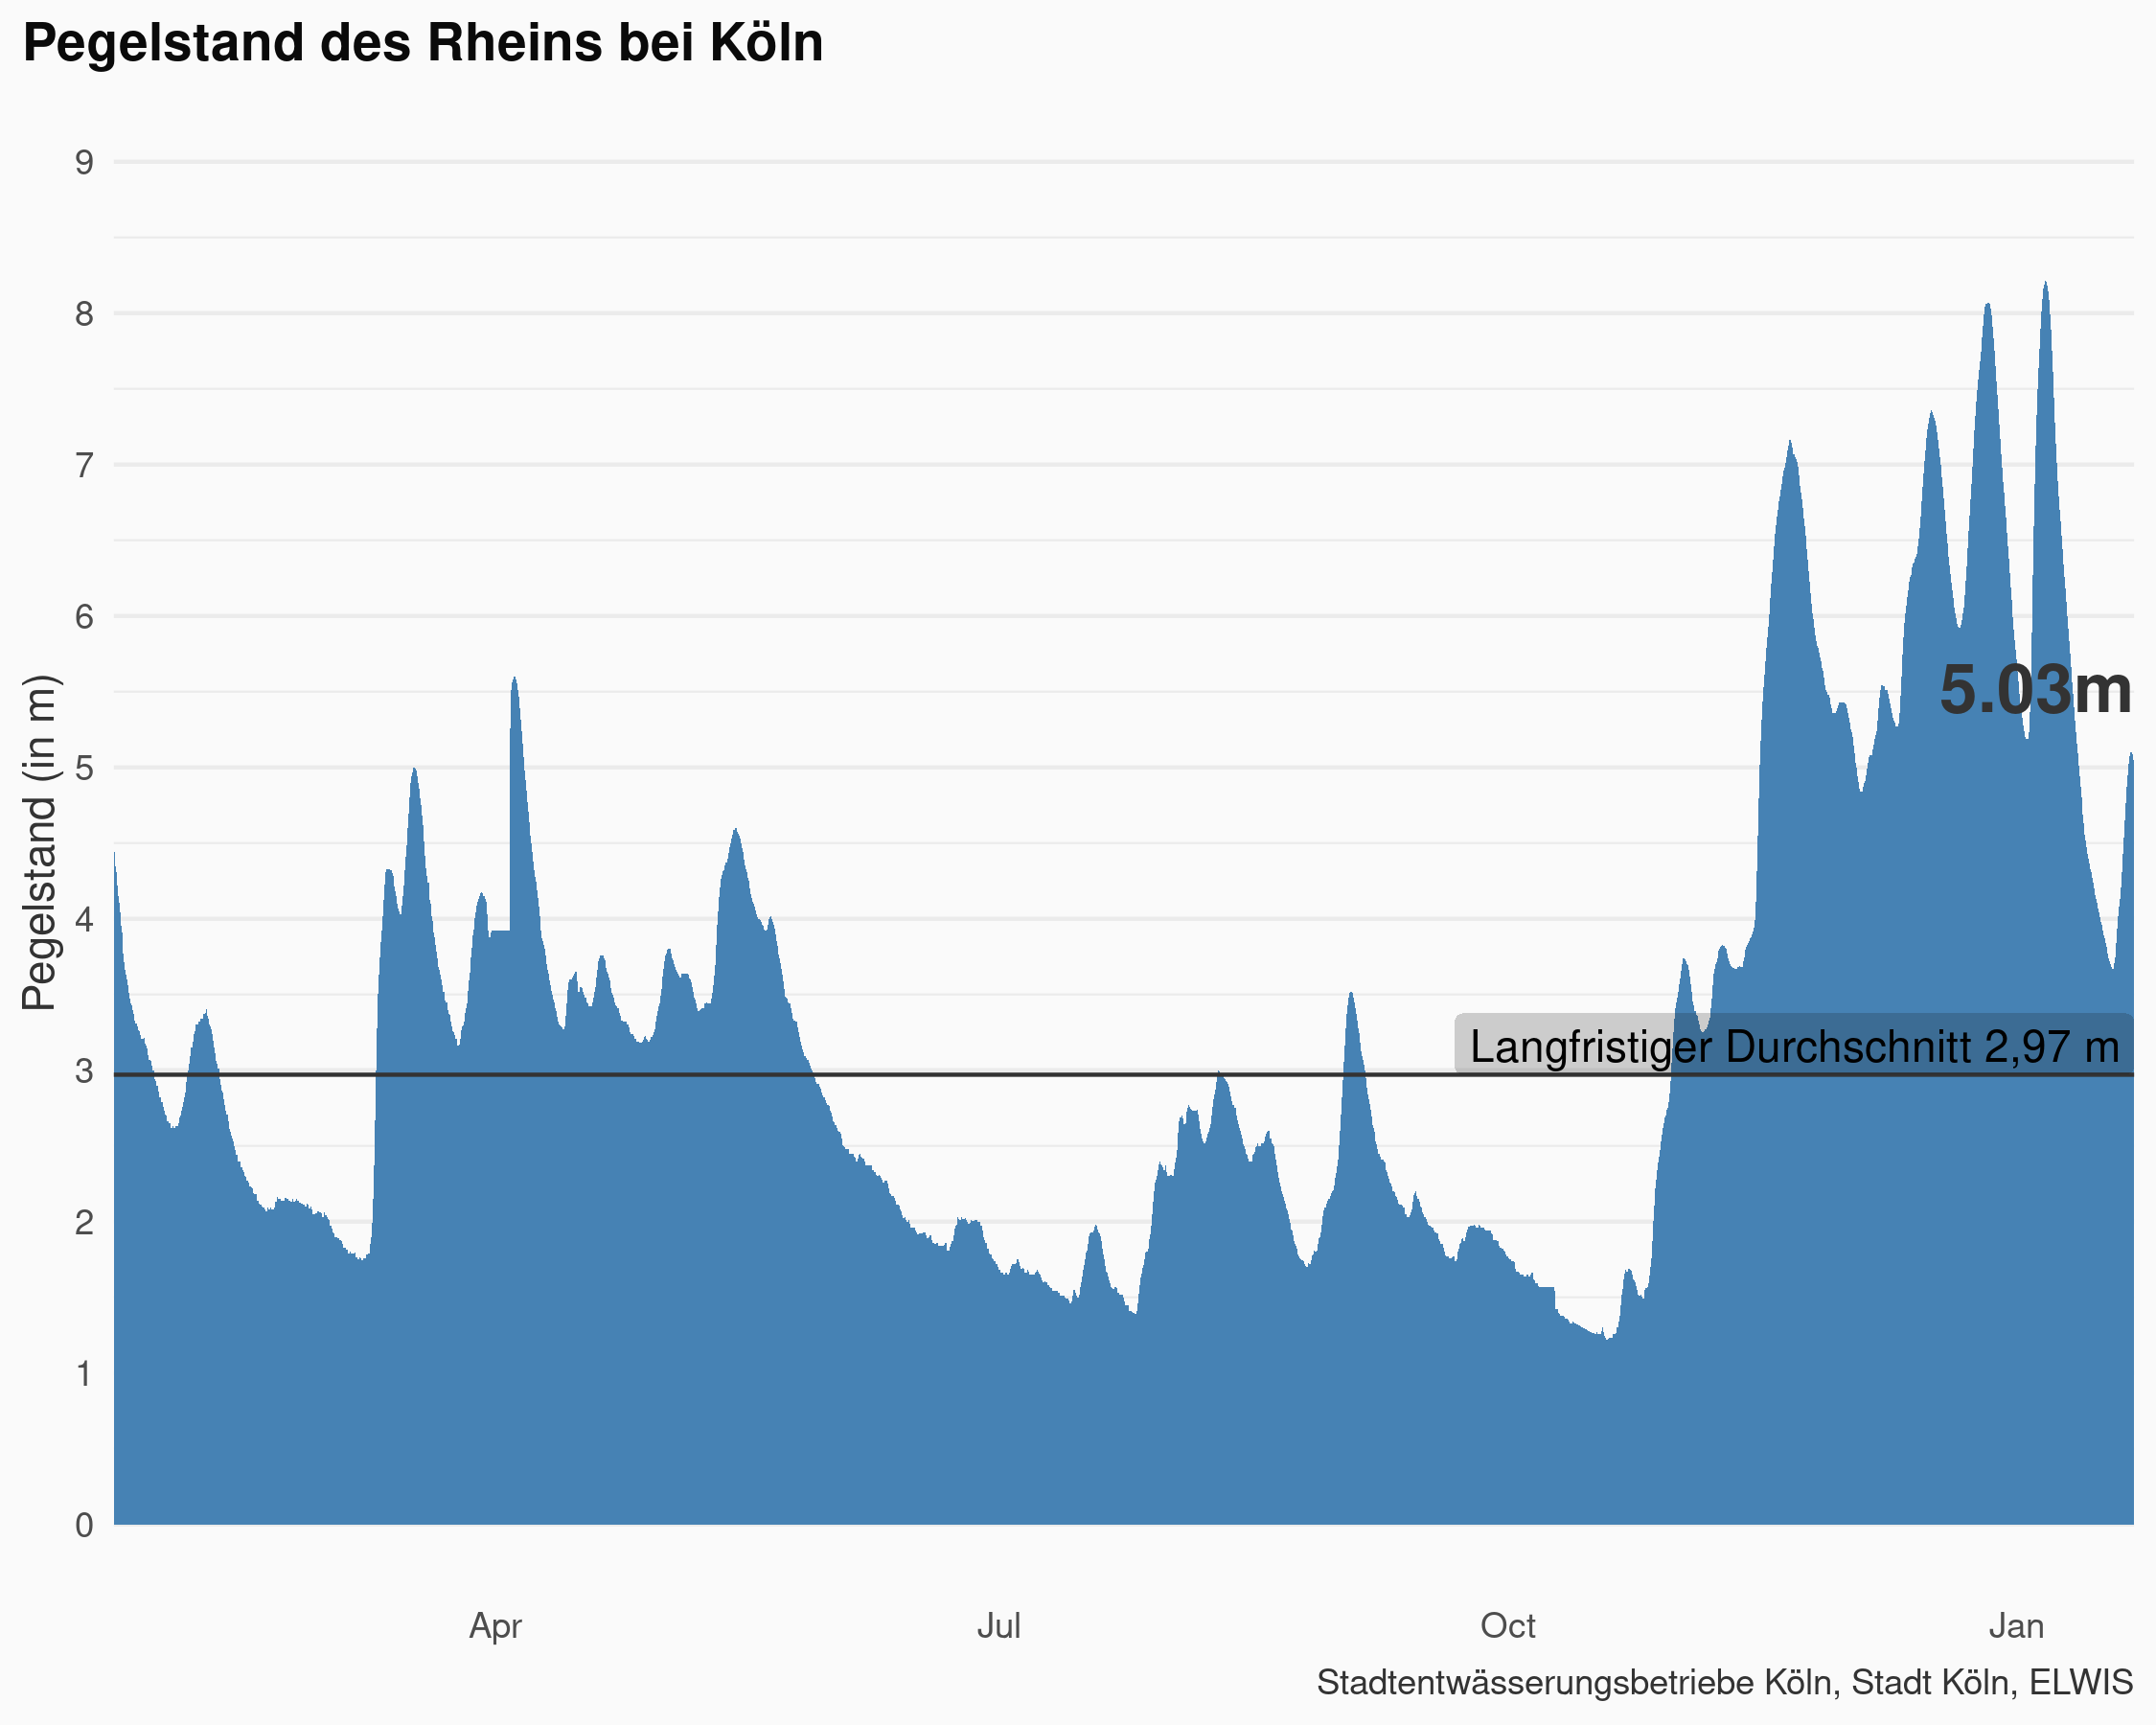 Pegelstand des Rheins bei Köln
Pegelstand (in m)
9
8
7
6
5
4
3
2
1
0
5.03m
Langfristiger Durchschnitt 2,97 m
Apr Jul Oct Jan
Stadtentwässerungsbetriebe Köln, Stadt Köln, ELWIS